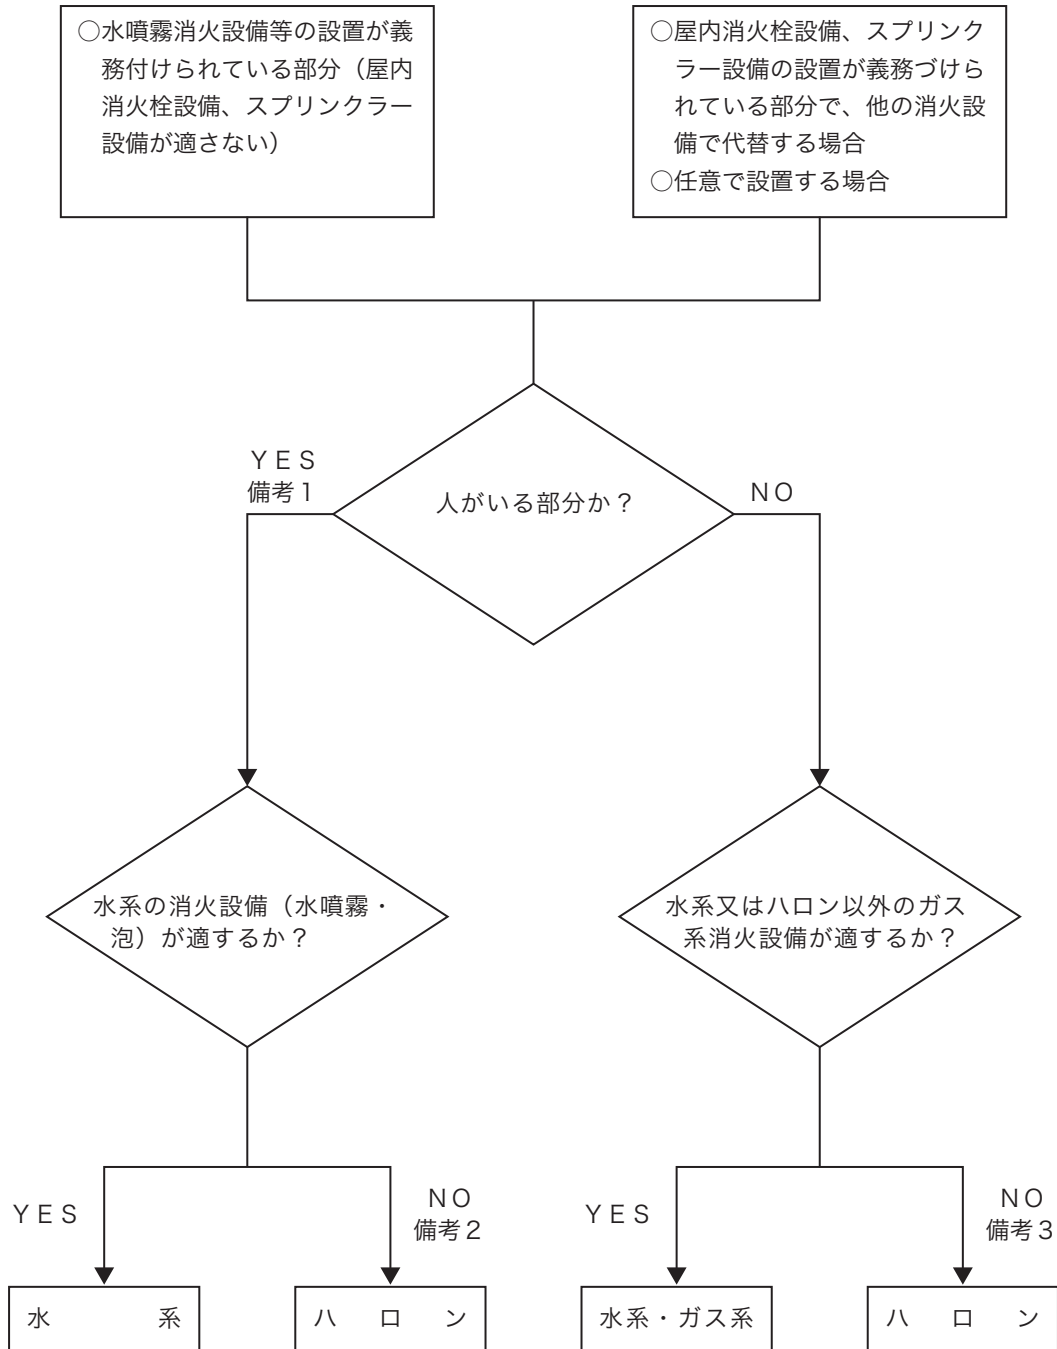 ○水噴霧消火設備等の設置が義
務付けられている部分（屋内
消火栓設備、スプリンクラー
設備が適さない）
○屋内消火栓設備、スプリンク
ラー設備の設置が義務づけら
れている部分で、他の消火設
備で代替する場合
○任意で設置する場合
ＹＥＳ
備考１
人がいる部分か？
ＮＯ
水系の消火設備（水噴霧・
泡）が適するか？
水系又はハロン以外のガス
系消火設備が適するか？
ＹＥＳ
ＮＯ
備考２
ＹＥＳ
ＮＯ
備考３
水　　　　系
ハ　ロ　ン
水系・ガス系
ハ　ロ　ン